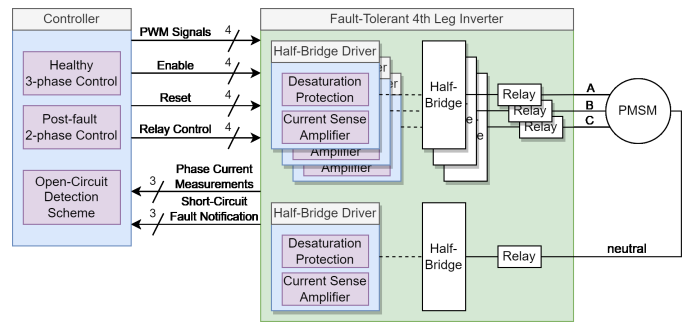 Controller
Healthy
3-phase Control
Post-fault
2-phase Control
Open-Circuit
Detection
Scheme
PWM Signals
4
Enable
4
Reset
4
Relay Control
4
Phase Current
Measurements
3
Short-Circuit
Fault Notification
3
Fault-Tolerant 4th Leg Inverter
Half-Bridge Driver
er
er
Desaturation
Protection
Current Sense
Amplifier
Amplifier
Amplifier
Half-
Bridge
e
e
Relay
Relay
Relay
A
B
C
PMSM
Half-Bridge Driver
Desaturation
Protection
Current Sense
Amplifier
Half-
Bridge
Relay
neutral